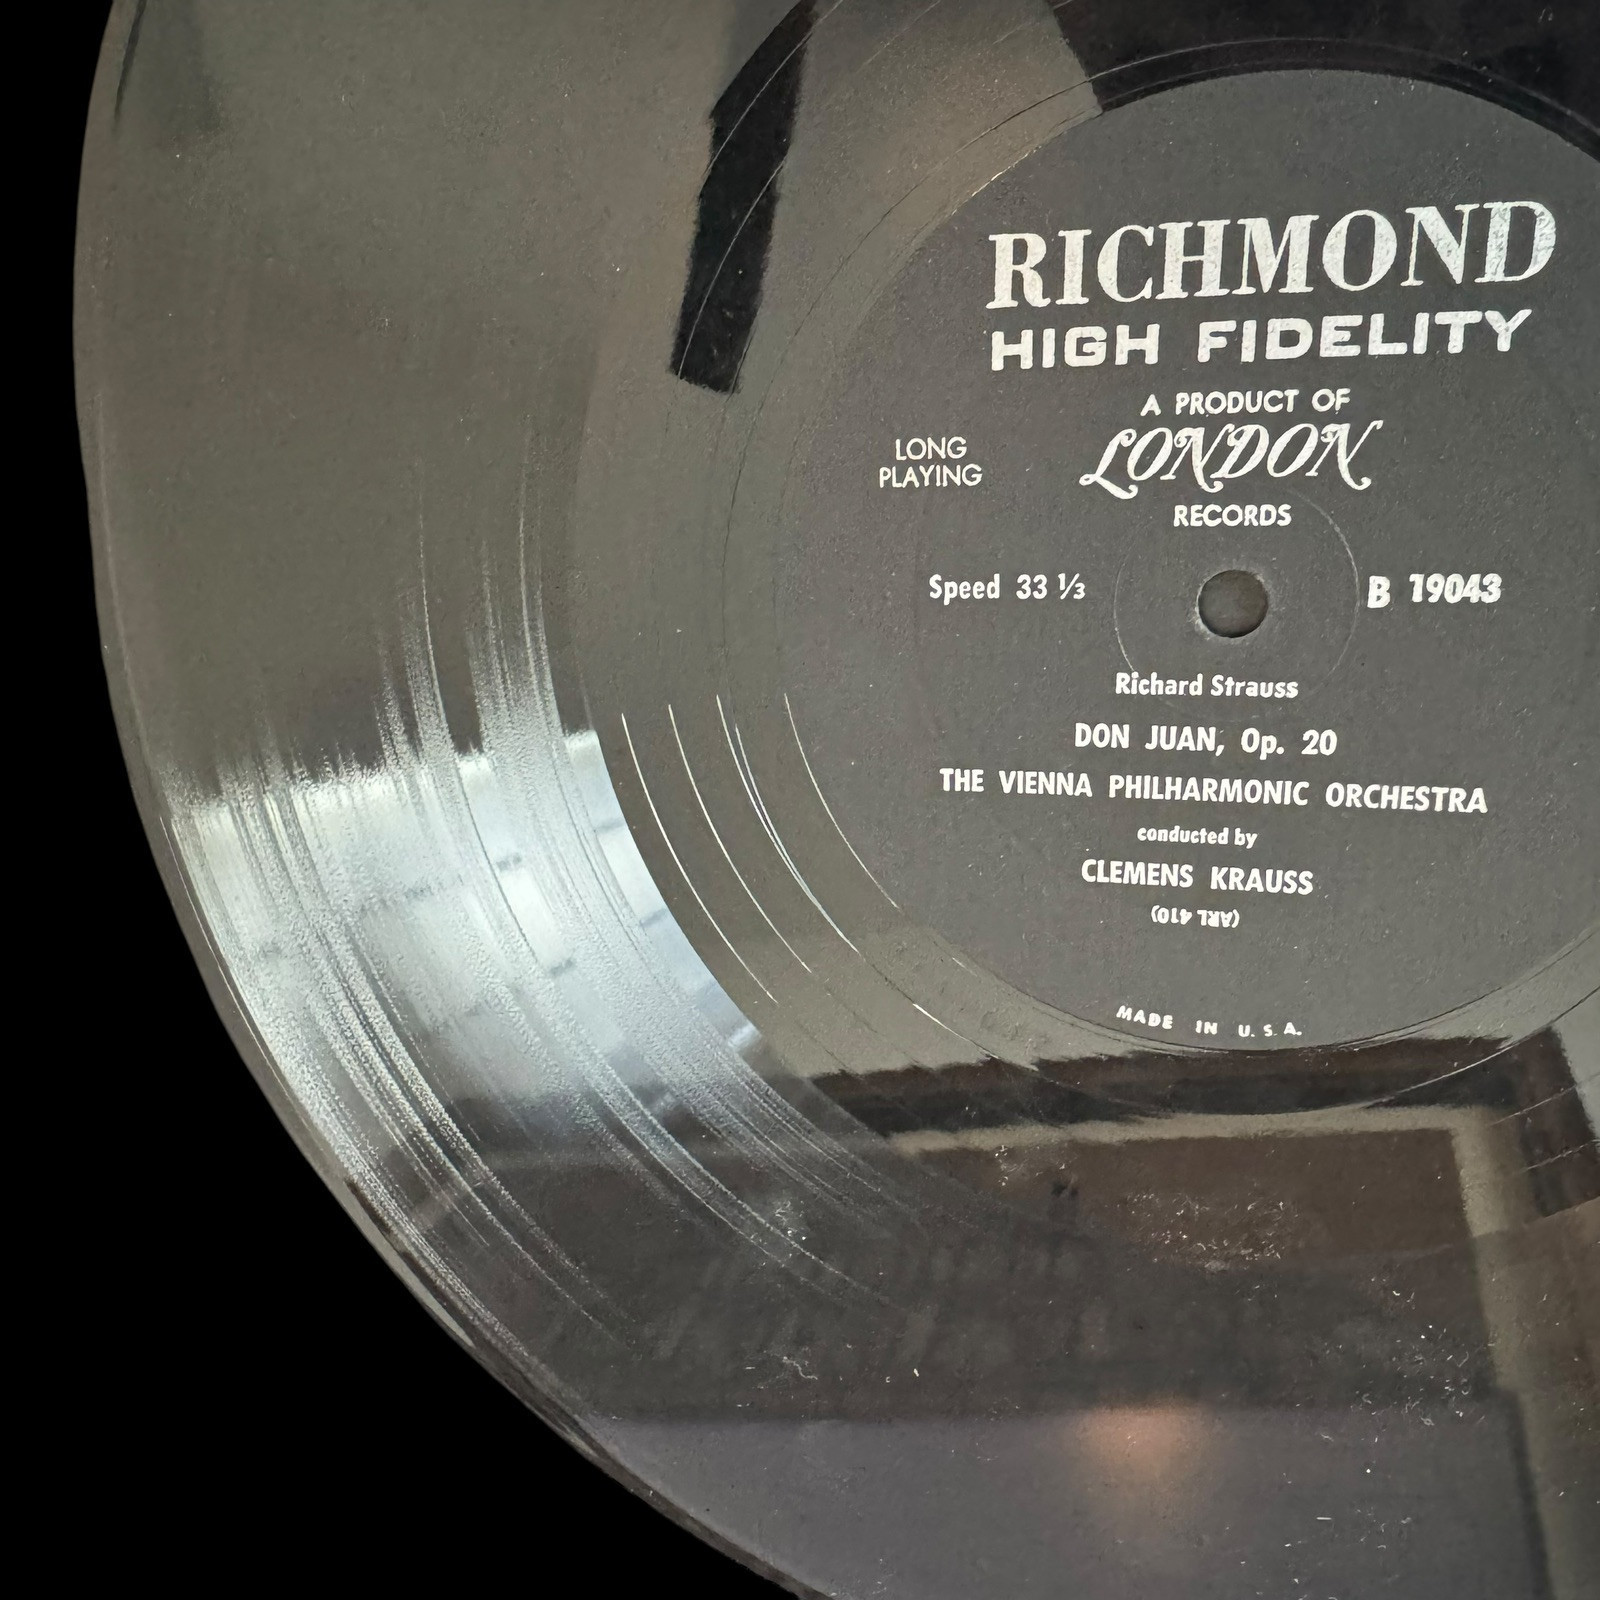 RICHMOND
HIGH FIDELITY
A PRODUCT OF
LONDON
RECORDS
LONG
PLAYING
Speed 33 ⅓
B 19043
Richard Strauss
DON JUAN, Op. 20
THE VIENNA PHILHARMONIC ORCHESTRA
conducted by
CLEMENS KRAUSS
(ARL 410)
MADE IN U. S. A.